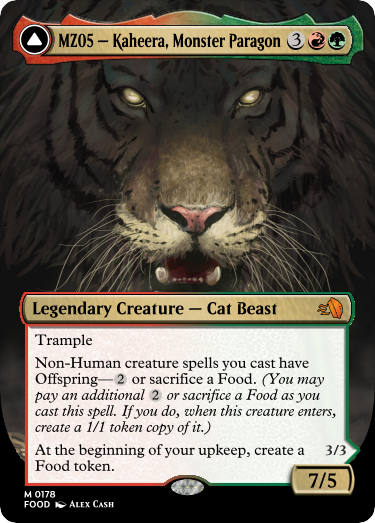 MZ05 — Kaheera, Monster Paragon 3
Legendary Creature — Cat Beast
Trample
Non-Human creature spells you cast have
Offspring—2 or sacrifice a Food. (You may
pay an additional 2 or sacrifice a Food as you
cast this spell. If you do, when this creature enters,
create a 1/1 token copy of it.)
At the beginning of your upkeep, create a
Food token.
3/3
7/5
M 0178
FOOD Alex Cash